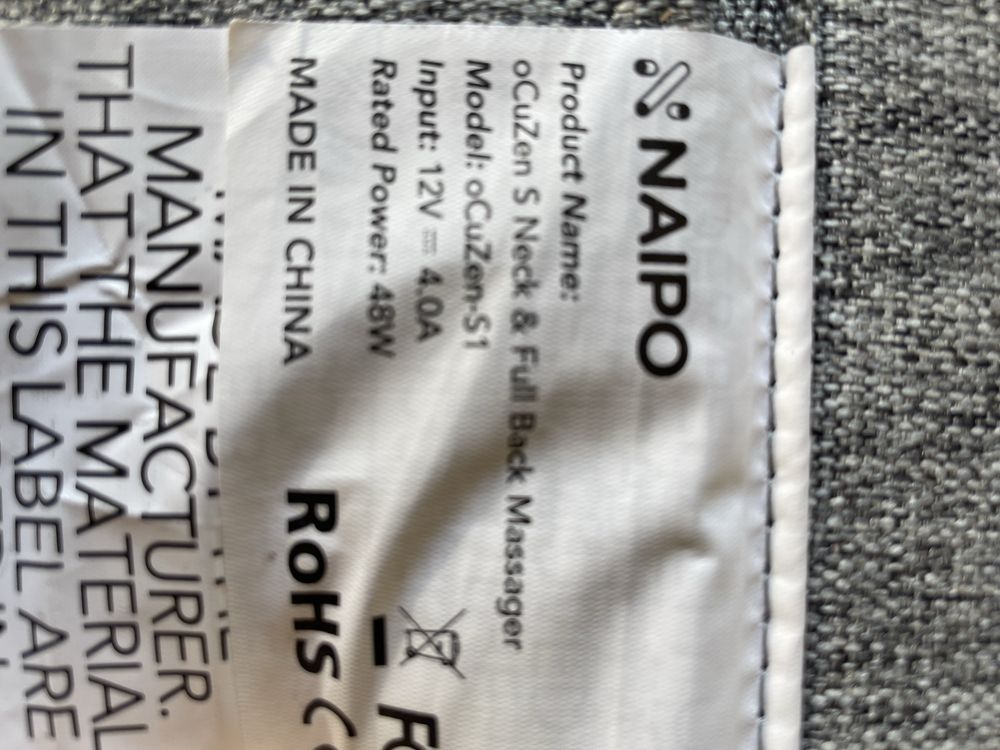 NAIPO
Product Name:
oCuZen S Neck & Full Back Massager
Model: oCuZen-S1
Input: 12V ⎓ 4.0A
Rated Power: 48W
MADE IN CHINA
RoHS
MANUFACTURER.
THAT THE MATERIAL
IN THIS LABEL ARE